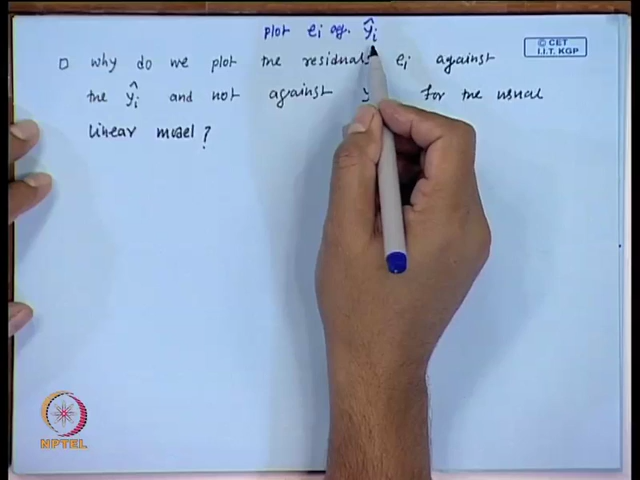 plot ei ag. ŷi
© CET
I.I.T. KGP
□ why do we plot the residuals ei against
the ŷi and not against y for the usual
linear model ?
NPTEL